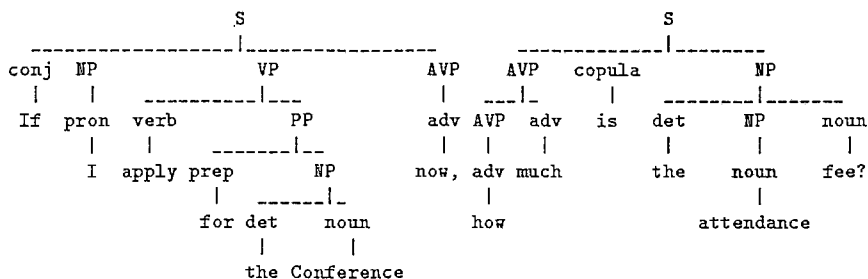 S S
conj NP VP AVP AVP copula NP
If pron verb PP adv AVP adv is det NP noun
I apply prep NP now, adv much the noun fee?
for det noun how attendance
the Conference